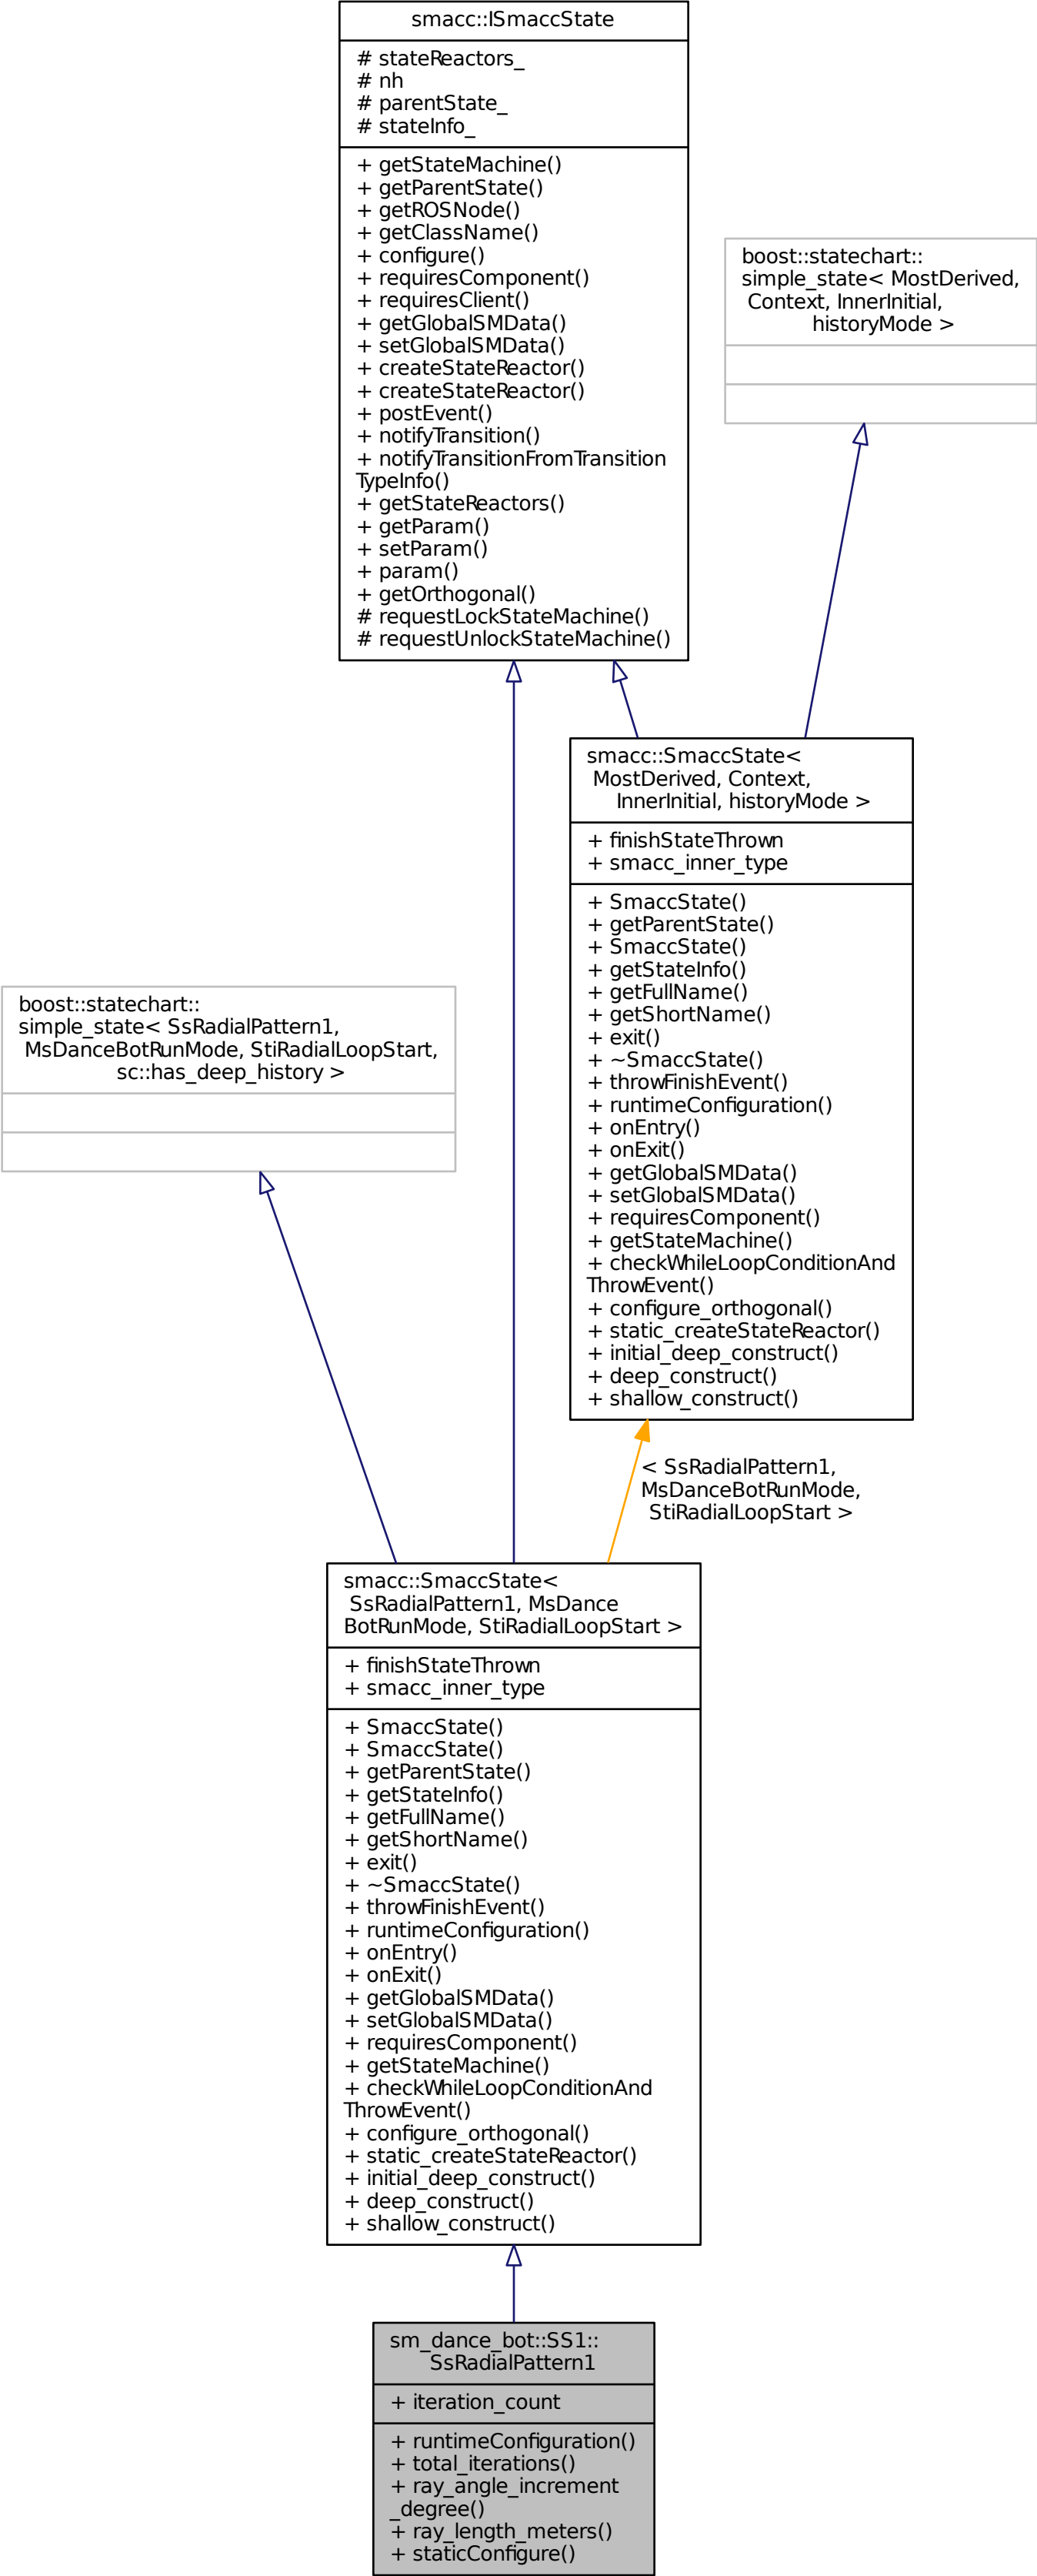 smacc::ISmaccState
# stateReactors_
# nh
# parentState_
# stateInfo_
+ getStateMachine()
+ getParentState()
+ getROSNode()
+ getClassName()
+ configure()
+ requiresComponent()
+ requiresClient()
+ getGlobalSMData()
+ setGlobalSMData()
+ createStateReactor()
+ createStateReactor()
+ postEvent()
+ notifyTransition()
+ notifyTransitionFromTransition
TypeInfo()
+ getStateReactors()
+ getParam()
+ setParam()
+ param()
+ getOrthogonal()
# requestLockStateMachine()
# requestUnlockStateMachine()
boost::statechart::
simple_state< MostDerived,
Context, InnerInitial,
historyMode >
smacc::SmaccState<
MostDerived, Context,
InnerInitial, historyMode >
+ finishStateThrown
+ smacc_inner_type
+ SmaccState()
+ getParentState()
+ SmaccState()
+ getStateInfo()
+ getFullName()
+ getShortName()
+ exit()
+ ~SmaccState()
+ throwFinishEvent()
+ runtimeConfiguration()
+ onEntry()
+ onExit()
+ getGlobalSMData()
+ setGlobalSMData()
+ requiresComponent()
+ getStateMachine()
+ checkWhileLoopConditionAnd
ThrowEvent()
+ configure_orthogonal()
+ static_createStateReactor()
+ initial_deep_construct()
+ deep_construct()
+ shallow_construct()
boost::statechart::
simple_state< SsRadialPattern1,
MsDanceBotRunMode, StiRadialLoopStart,
sc::has_deep_history >
< SsRadialPattern1,
MsDanceBotRunMode,
StiRadialLoopStart >
smacc::SmaccState<
SsRadialPattern1, MsDance
BotRunMode, StiRadialLoopStart >
+ finishStateThrown
+ smacc_inner_type
+ SmaccState()
+ SmaccState()
+ getParentState()
+ getStateInfo()
+ getFullName()
+ getShortName()
+ exit()
+ ~SmaccState()
+ throwFinishEvent()
+ runtimeConfiguration()
+ onEntry()
+ onExit()
+ getGlobalSMData()
+ setGlobalSMData()
+ requiresComponent()
+ getStateMachine()
+ checkWhileLoopConditionAnd
ThrowEvent()
+ configure_orthogonal()
+ static_createStateReactor()
+ initial_deep_construct()
+ deep_construct()
+ shallow_construct()
sm_dance_bot::SS1::
SsRadialPattern1
+ iteration_count
+ runtimeConfiguration()
+ total_iterations()
+ ray_angle_increment
_degree()
+ ray_length_meters()
+ staticConfigure()